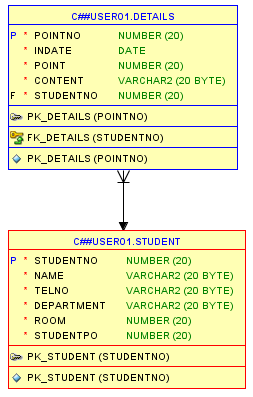 C##USER01.DETAILS
P * POINTNO NUMBER (20)
* INDATE DATE
* POINT NUMBER (20)
* CONTENT VARCHAR2 (20 BYTE)
F * STUDENTNO NUMBER (20)
PK_DETAILS (POINTNO)
FK_DETAILS (STUDENTNO)
PK_DETAILS (POINTNO)
C##USER01.STUDENT
P * STUDENTNO NUMBER (20)
* NAME VARCHAR2 (20 BYTE)
* TELNO VARCHAR2 (20 BYTE)
* DEPARTMENT VARCHAR2 (20 BYTE)
* ROOM NUMBER (20)
* STUDENTPO NUMBER (20)
PK_STUDENT (STUDENTNO)
PK_STUDENT (STUDENTNO)